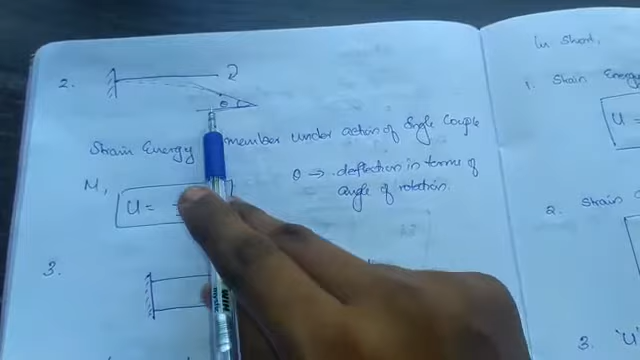 2.
θ
Strain Energy member under action of Single Couple
M,
θ → deflection in terms of
angle of rotation.
U =
3.
In Short,
1. Strain Energy
U =
2. Strain
3. 'U'